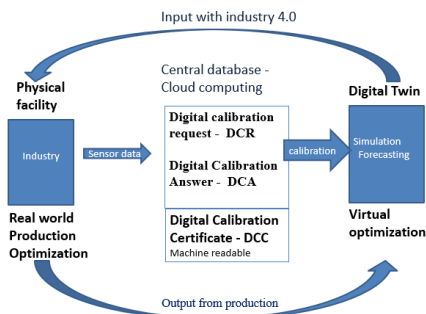 Input with industry 4.0
Central database -
Cloud computing
Physical
facility
Digital Twin
Digital calibration
request - DCR
Digital Calibration
Answer - DCA
Industry
Sensor data
calibration
Simulation
Forecasting
Real world
Production
Optimization
Digital Calibration
Certificate - DCC
Machine readable
Virtual
optimization
Output from production